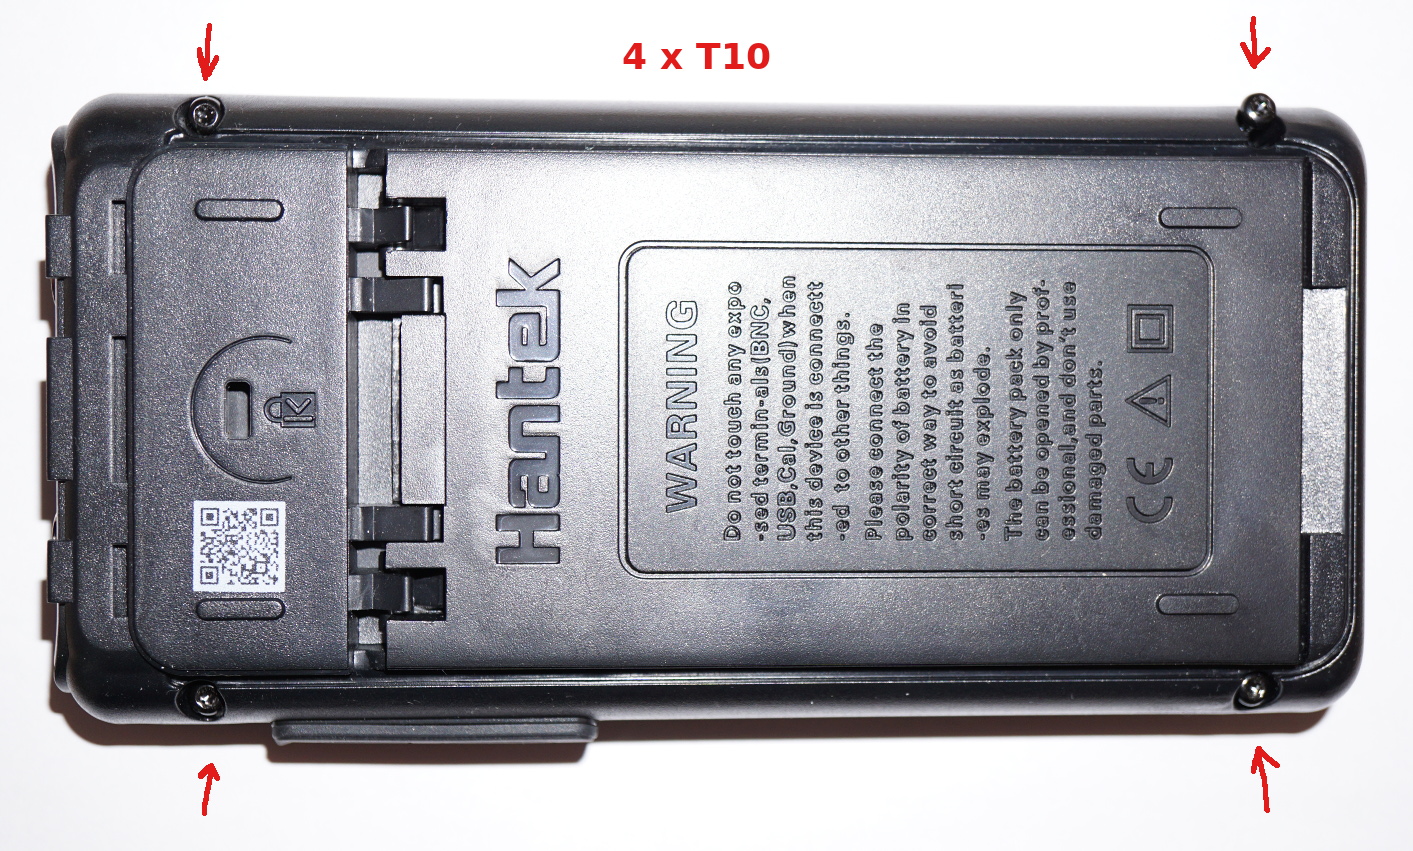 4 x T10
Hantek
WARNING
Do not touch any expo
-sed termin-als(BNC,
USB,Cal,Ground)when
this device is connectt
-ed to other things.
Please connect the
polarity of battery in
correct way to avoid
short circuit as batteri
-es may explode.
The battery pack only
can be opened by prof-
essional,and don't use
damaged parts.
CE
K